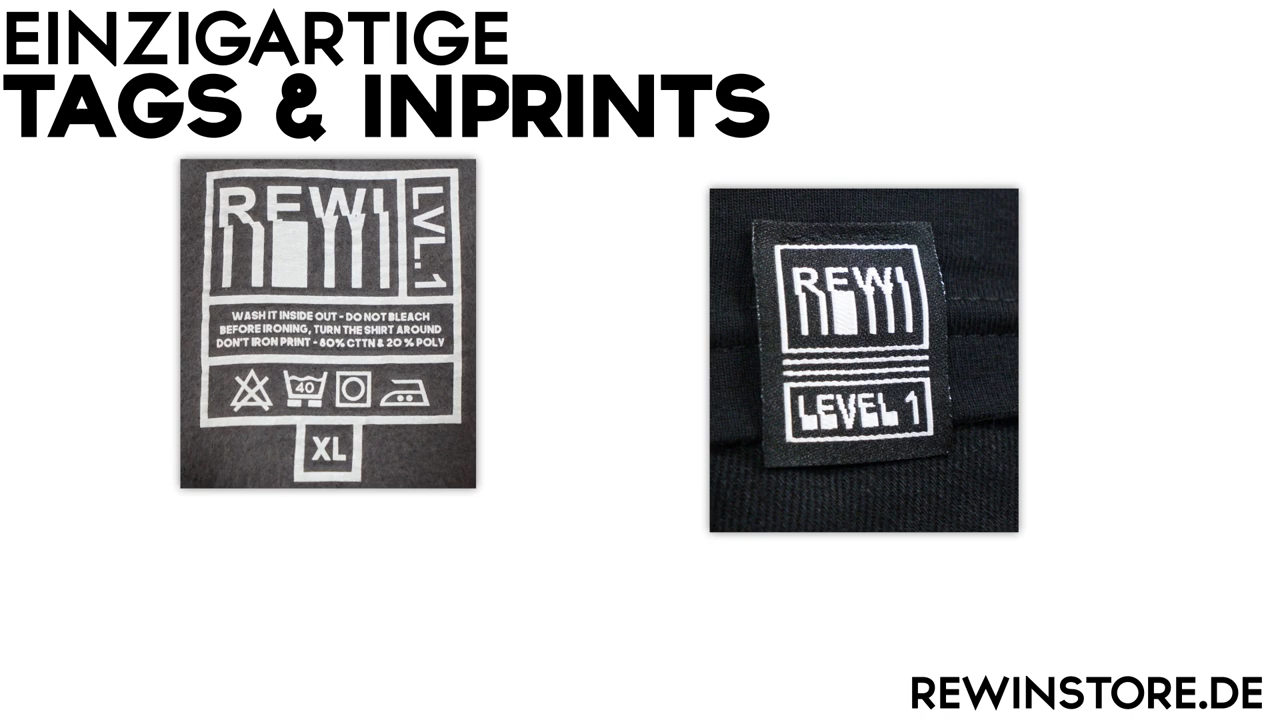 EINZIGARTIGE
TAGS & INPRINTS
REWI
LVL. 1
WASH IT INSIDE OUT - DO NOT BLEACH
BEFORE IRONING, TURN THE SHIRT AROUND
DON'T IRON PRINT - 80% CTTN & 20 % POLY
40
XL
REWI
LEVEL 1
REWINSTORE.DE